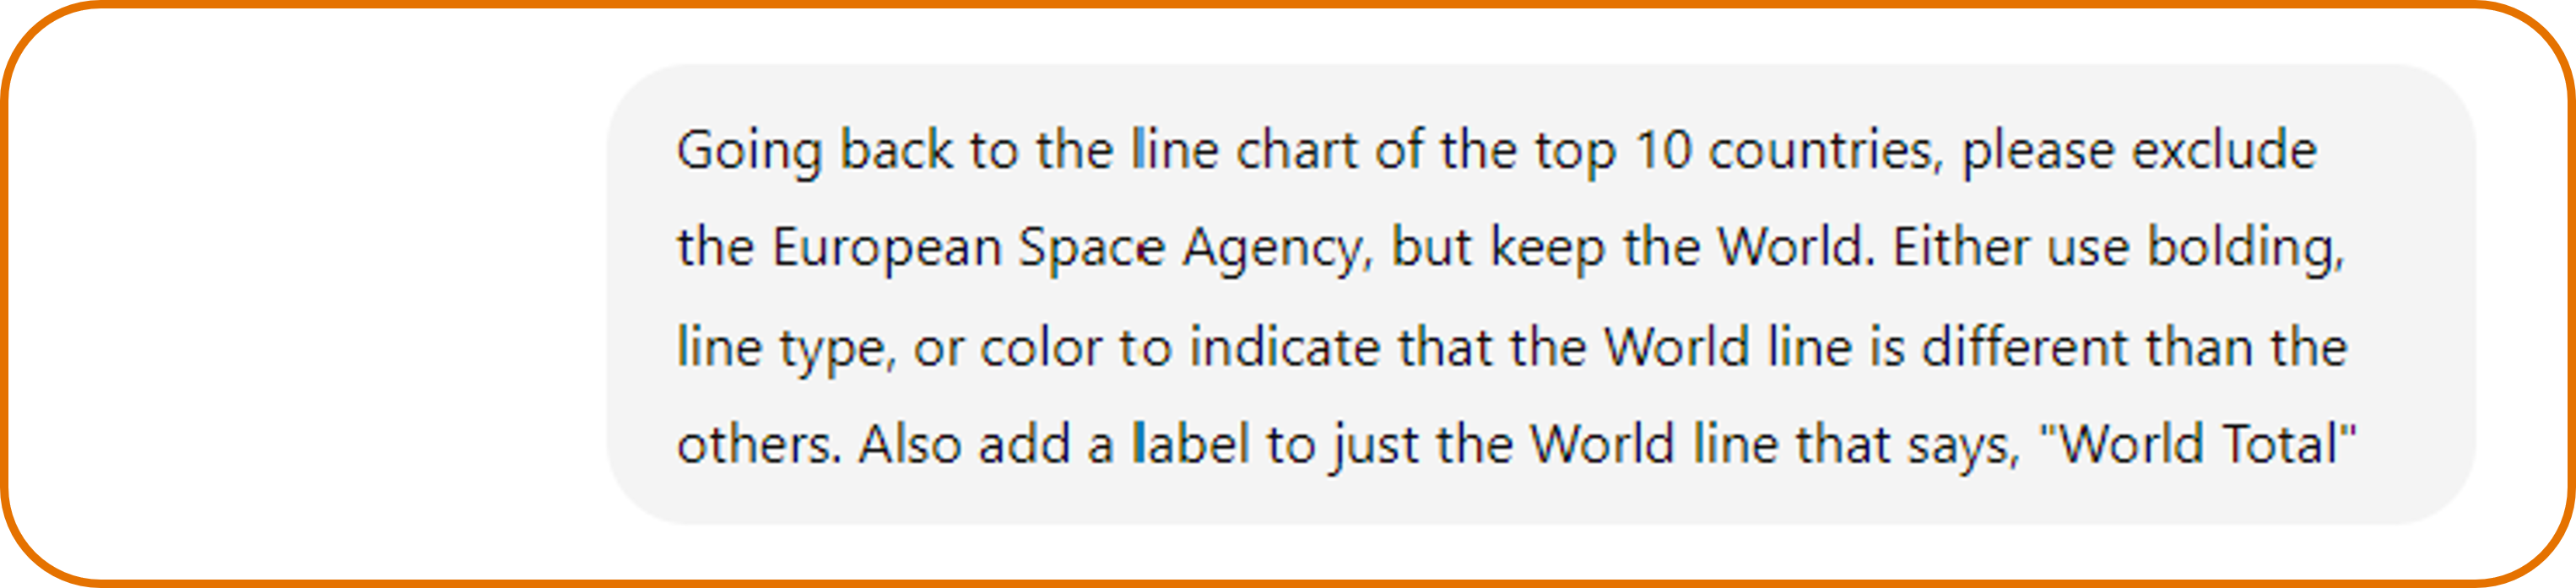 Going back to the line chart of the top 10 countries, please exclude
the European Space Agency, but keep the World. Either use bolding,
line type, or color to indicate that the World line is different than the
others. Also add a label to just the World line that says, "World Total"